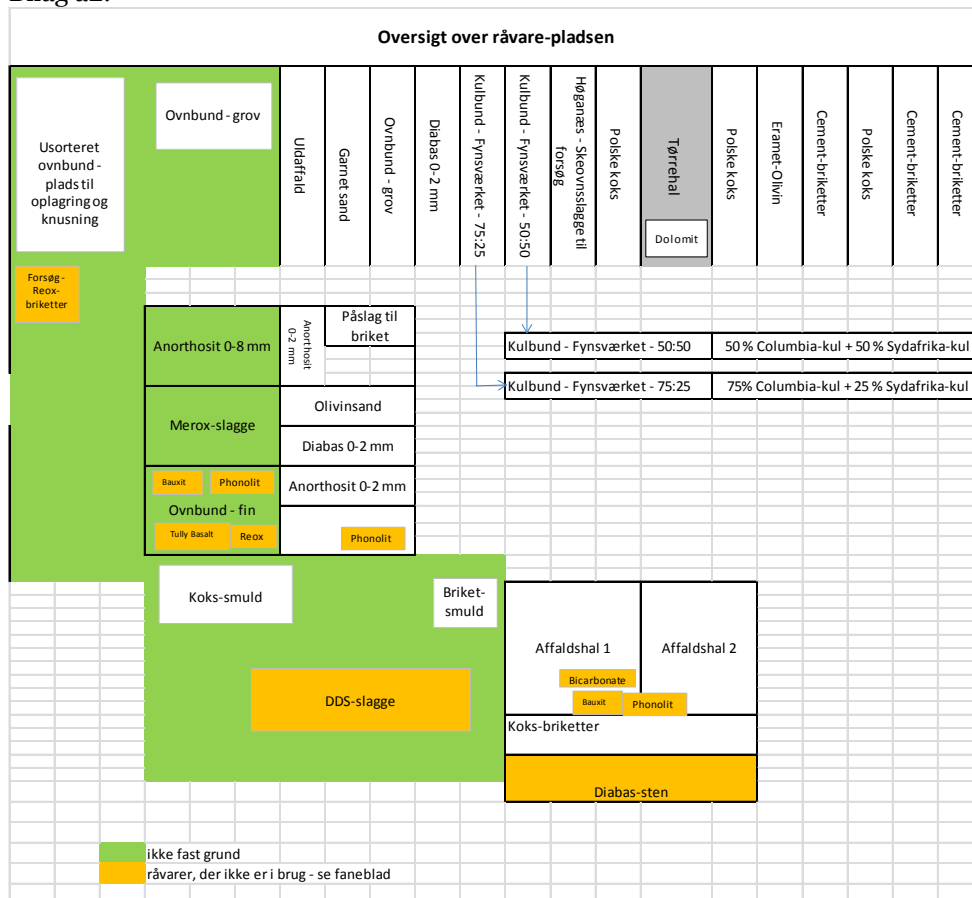 Oversigt over råvare-pladsen
Usorteret
ovnbund -
plads til
oplagring og
knusning
Ovnbund - grov
Uldaffald
Garnet sand
Ovnbund - grov
Diabas 0-2 mm
Kulbund - Fynsværket - 75:25
Kulbund - Fynsværket - 50:50
Høganæs - Skeovnsslagge til
forsøg
Polske koks
Tørrehal
Dolomit
Polske koks
Eramet-Olivin
Cement-briketter
Polske koks
Cement-briketter
Cement-briketter
Forsøg -
Reox-
briketter
Anorthosit 0-8 mm
Anorthosit
0-2 mm
Påslag til
briket
Kulbund - Fynsværket - 50:50
50 % Columbia-kul + 50 % Sydafrika-kul
Kulbund - Fynsværket - 75:25
75% Columbia-kul + 25 % Sydafrika-kul
Merox-slagge
Olivinsand
Diabas 0-2 mm
Bauxit
Phonolit
Ovnbund - fin
Tully Basalt
Reox
Anorthosit 0-2 mm
Phonolit
Koks-smuld
Briket-
smuld
DDS-slagge
Affaldshal 1
Affaldshal 2
Bicarbonate
Bauxit
Phonolit
Koks-briketter
Diabas-sten
ikke fast grund
råvarer, der ikke er i brug - se faneblad